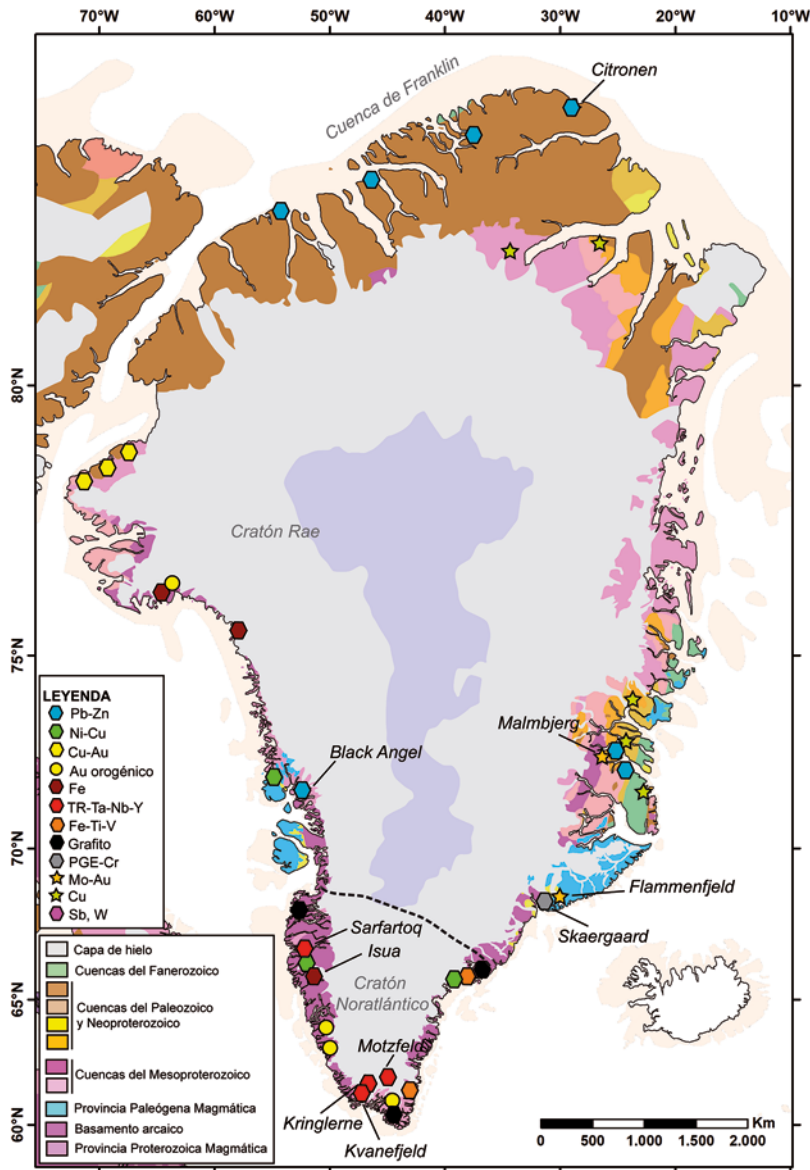 70°W 60°W 50°W 40°W 30°W 20°W 10°W
Citronen
Cuenca de Franklin
80°N
Cratón Rae
75°N
LEYENDA
Pb-Zn
Ni-Cu
Cu-Au
Au orogénico
Fe
TR-Ta-Nb-Y
Fe-Ti-V
Grafito
PGE-Cr
Mo-Au
Cu
Sb, W
Malmbjerg
Black Angel
70°N
Flammenfjeld
Skaergaard
Sarfartoq
Isua
Cratón
Noratlántico
65°N
Motzfeld
Kringlerne
Kvanefjeld
60°N
Capa de hielo
Cuencas del Fanerozoico
Cuencas del Paleozoico
y Neoproterozoico
Cuencas del Mesoproterozoico
Provincia Paleógena Magmática
Basamento arcaico
Provincia Proterozoica Magmática
Km
0 500 1.000 1.500 2.000